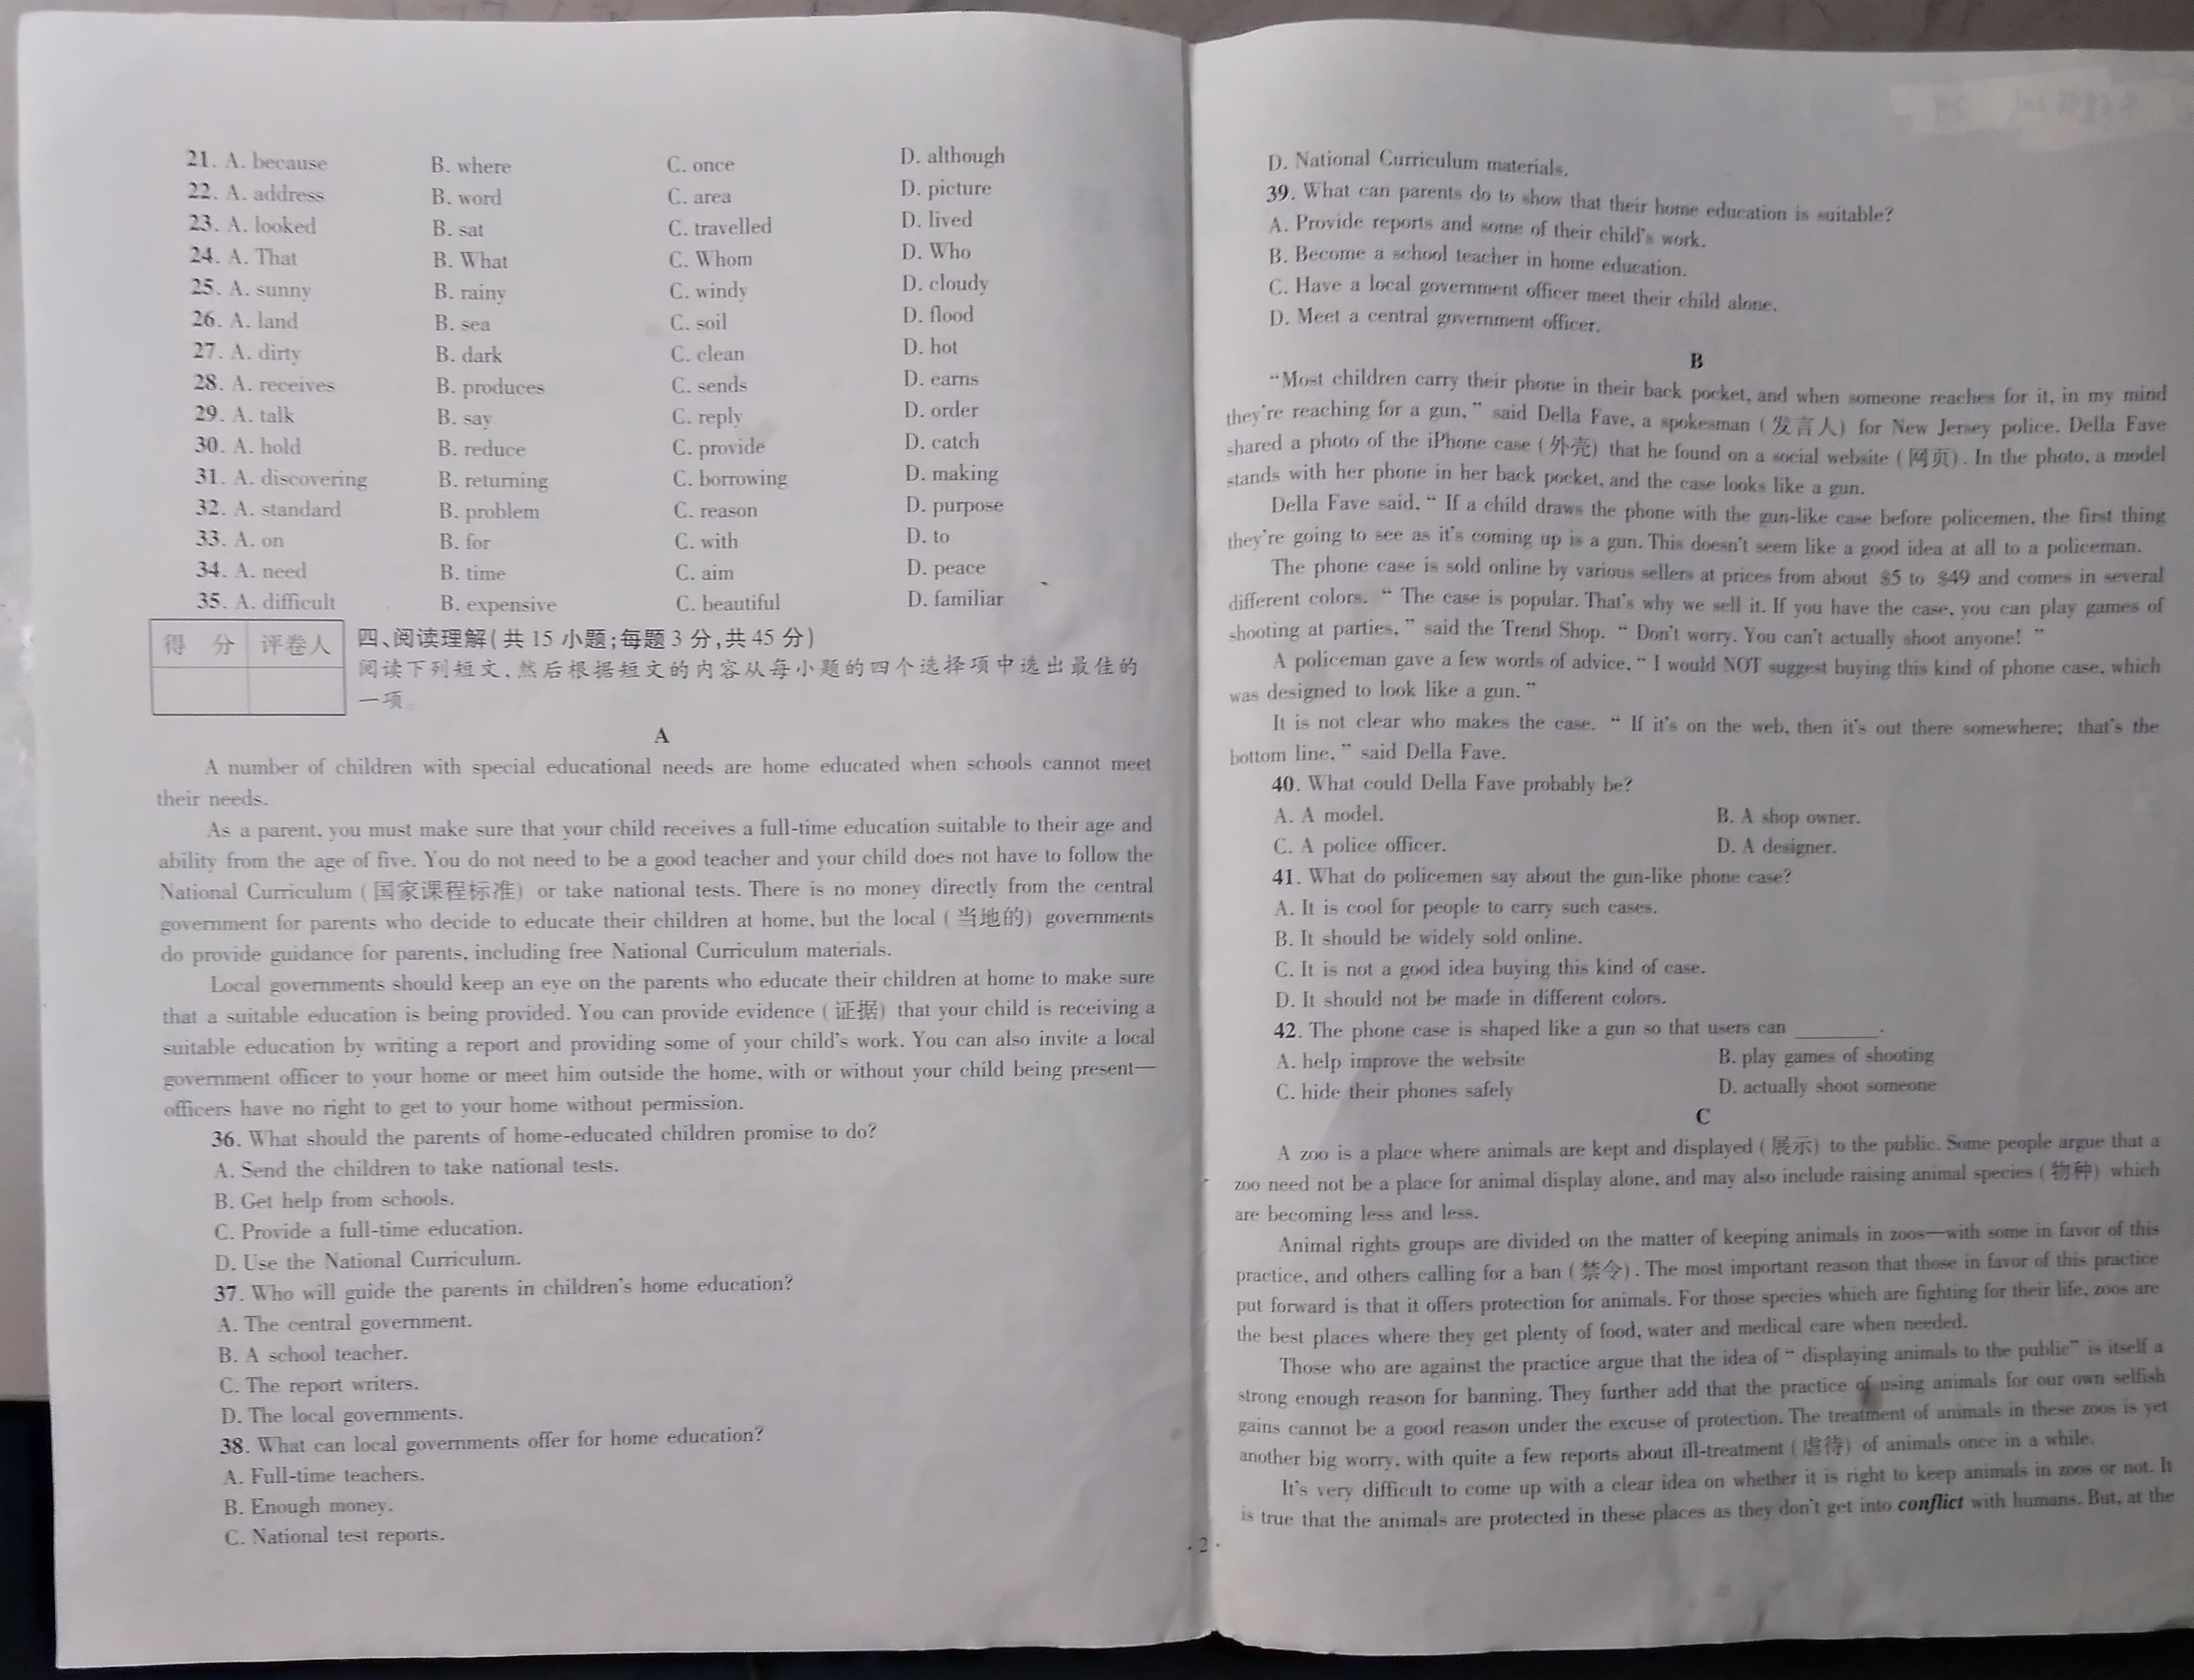 21. A. because B. where C. once D. although
22. A. address B. word C. area D. picture
23. A. looked B. sat C. travelled D. lived
24. A. That B. What C. Whom D. Who
25. A. sunny B. rainy C. windy D. cloudy
26. A. land B. sea C. soil D. flood
27. A. dirty B. dark C. clean D. hot
28. A. receives B. produces C. sends D. earns
29. A. talk B. say C. reply D. order
30. A. hold B. reduce C. provide D. catch
31. A. discovering B. returning C. borrowing D. making
32. A. standard B. problem C. reason D. purpose
33. A. on B. for C. with D. to
34. A. need B. time C. aim D. peace
35. A. difficult B. expensive C. beautiful D. familiar
得 分 评卷人
四、阅读理解(共 15 小题;每题 3 分,共 45 分)
阅读下列短文,然后根据短文的内容从每小题的四个选择项中选出最佳的
一项。
A
A number of children with special educational needs are home educated when schools cannot meet
their needs.
As a parent, you must make sure that your child receives a full-time education suitable to their age and
ability from the age of five. You do not need to be a good teacher and your child does not have to follow the
National Curriculum (国家课程标准) or take national tests. There is no money directly from the central
government for parents who decide to educate their children at home, but the local (当地的) governments
do provide guidance for parents, including free National Curriculum materials.
Local governments should keep an eye on the parents who educate their children at home to make sure
that a suitable education is being provided. You can provide evidence (证据) that your child is receiving a
suitable education by writing a report and providing some of your child's work. You can also invite a local
government officer to your home or meet him outside the home, with or without your child being present—
officers have no right to get to your home without permission.
36. What should the parents of home-educated children promise to do?
A. Send the children to take national tests.
B. Get help from schools.
C. Provide a full-time education.
D. Use the National Curriculum.
37. Who will guide the parents in children's home education?
A. The central government.
B. A school teacher.
C. The report writers.
D. The local governments.
38. What can local governments offer for home education?
A. Full-time teachers.
B. Enough money.
C. National test reports.
D. National Curriculum materials.
39. What can parents do to show that their home education is suitable?
A. Provide reports and some of their child's work.
B. Become a school teacher in home education.
C. Have a local government officer meet their child alone.
D. Meet a central government officer.
B
“Most children carry their phone in their back pocket, and when someone reaches for it, in my mind
they're reaching for a gun,” said Della Fave, a spokesman (发言人) for New Jersey police. Della Fave
shared a photo of the iPhone case (外壳) that he found on a social website (网页). In the photo, a model
stands with her phone in her back pocket, and the case looks like a gun.
Della Fave said, “ If a child draws the phone with the gun-like case before policemen, the first thing
they're going to see as it's coming up is a gun. This doesn't seem like a good idea at all to a policeman.
The phone case is sold online by various sellers at prices from about $5 to $49 and comes in several
different colors. “ The case is popular. That's why we sell it. If you have the case, you can play games of
shooting at parties,” said the Trend Shop. “ Don't worry. You can't actually shoot anyone! ”
A policeman gave a few words of advice, “ I would NOT suggest buying this kind of phone case, which
was designed to look like a gun. ”
It is not clear who makes the case. “ If it's on the web, then it's out there somewhere; that's the
bottom line, ” said Della Fave.
40. What could Della Fave probably be?
A. A model. B. A shop owner.
C. A police officer. D. A designer.
41. What do policemen say about the gun-like phone case?
A. It is cool for people to carry such cases.
B. It should be widely sold online.
C. It is not a good idea buying this kind of case.
D. It should not be made in different colors.
42. The phone case is shaped like a gun so that users can ________.
A. help improve the website B. play games of shooting
C. hide their phones safely D. actually shoot someone
C
A zoo is a place where animals are kept and displayed (展示) to the public. Some people argue that a
zoo need not be a place for animal display alone, and may also include raising animal species (物种) which
are becoming less and less.
Animal rights groups are divided on the matter of keeping animals in zoos—with some in favor of this
practice, and others calling for a ban (禁令). The most important reason that those in favor of this practice
put forward is that it offers protection for animals. For those species which are fighting for their life, zoos are
the best places where they get plenty of food, water and medical care when needed.
Those who are against the practice argue that the idea of “ displaying animals to the public” is itself a
strong enough reason for banning. They further add that the practice of using animals for our own selfish
gains cannot be a good reason under the excuse of protection. The treatment of animals in these zoos is yet
another big worry, with quite a few reports about ill-treatment (虐待) of animals once in a while.
It's very difficult to come up with a clear idea on whether it is right to keep animals in zoos or not. It
is true that the animals are protected in these places as they don't get into conflict with humans. But, at the
· 2 ·